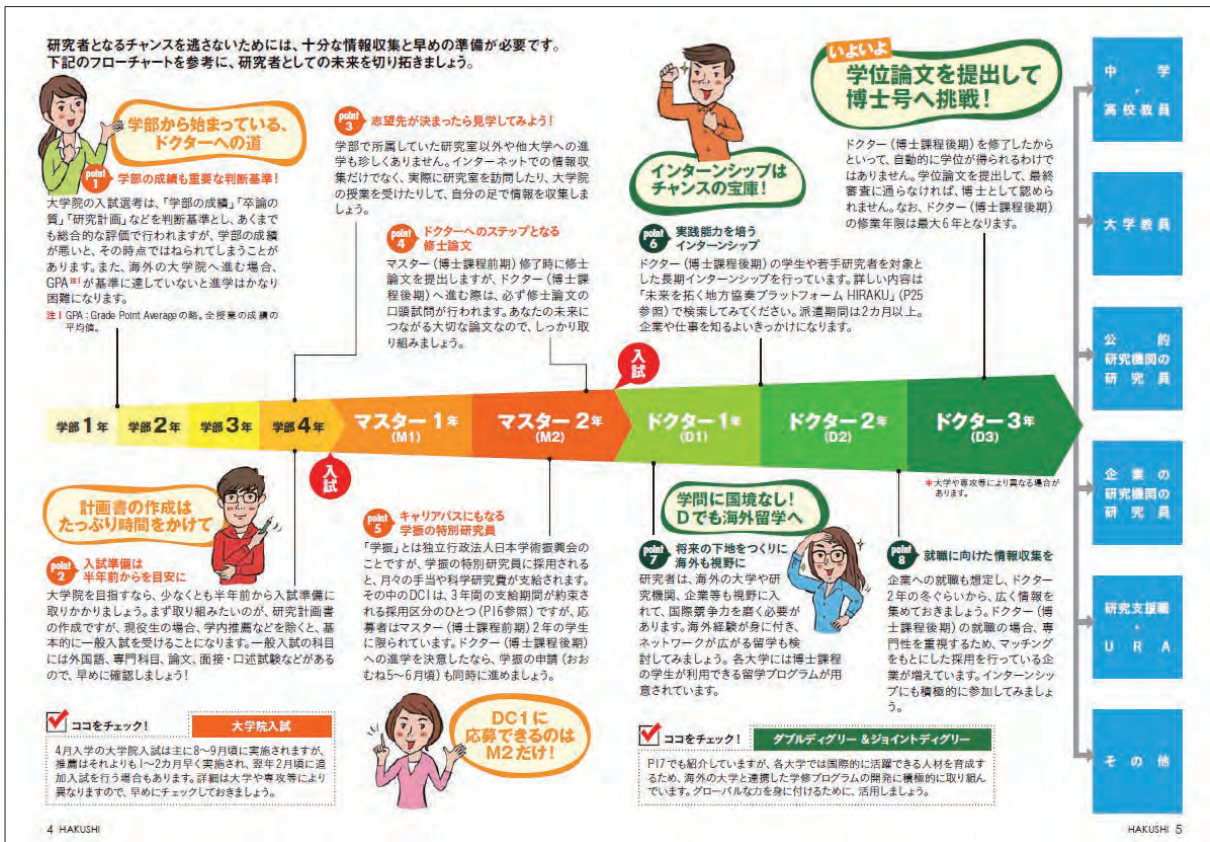 研究者となるチャンスを逃さないためには、十分な情報収集と早めの準備が必要です。
下記のフローチャートを参考に、研究者としての未来を切り拓きましょう。
学部から始まっている、
ドクターへの道
point
1
学部の成績も重要な判断基準！
大学院の入試選考は、「学部の成績」「卒論の
質」「研究計画」などを判断基準とし、あくまで
も総合的な評価で行われますが、学部の成績
が悪いと、その時点ではねられてしまうことが
あります。また、海外の大学院へ進む場合、
GPA注1が基準に達していないと進学はかなり
困難になります。
注1 GPA：Grade Point Averageの略。全授業の成績の
平均値。
point
3
志望先が決まったら見学してみよう！
学部で所属していた研究室以外や他大学への進
学も珍しくありません。インターネットでの情報収
集だけでなく、実際に研究室を訪問したり、大学院
の授業を受けたりして、自分の足で情報を収集しま
しょう。
point
4
ドクターへのステップとなる
修士論文
マスター（博士課程前期）修了時に修士
論文を提出しますが、ドクター（博士課
程後期）へ進む際は、必ず修士論文の
口頭試問が行われます。あなたの未来に
つながる大切な論文なので、しっかり取
り組みましょう。
インターンシップは
チャンスの宝庫！
point
6
実践能力を培う
インターンシップ
ドクター（博士課程後期）の学生や若手研究者を対象と
した長期インターンシップを行っています。詳しい内容は
「未来を拓く地方協奏プラットフォーム HIRAKU」（P25
参照）で検索してみてください。派遣期間は2カ月以上。
企業や仕事を知るよいきっかけになります。
いよいよ
学位論文を提出して
博士号へ挑戦！
ドクター（博士課程後期）を修了したから
といって、自動的に学位が得られるわけで
はありません。学位論文を提出して、最終
審査に通らなければ、博士として認めら
れません。なお、ドクター（博士課程後期）
の修業年限は最大6年となります。
入試
学部1年
学部2年
学部3年
学部4年
マスター1年
(M1)
マスター2年
(M2)
ドクター1年
(D1)
ドクター2年
(D2)
ドクター3年
(D3)
入試
＊大学や専攻等により異なる場合が
あります。
計画書の作成は
たっぷり時間をかけて
point
2
入試準備は
半年前からを目安に
大学院を目指すなら、少なくとも半年前から入試準備に
取りかかりましょう。まず取り組みたいのが、研究計画書
の作成ですが、現役生の場合、学内推薦などを除くと、基
本的に一般入試を受けることになります。一般入試の科目
には外国語、専門科目、論文、面接・口述試験などがある
ので、早めに確認しましょう！
point
5
キャリアパスにもなる
学振の特別研究員
「学振」とは独立行政法人日本学術振興会の
ことですが、学振の特別研究員に採用される
と、月々の手当や科学研究費が支給されます。
その中のDC1は、3年間の支給期間が約束さ
れる採用区分のひとつ（P16参照）ですが、応
募者はマスター（博士課程前期）2年の学生
に限られています。ドクター（博士課程後期）
への進学を決意したなら、学振の申請（おお
むね5〜6月頃）も同時に進めましょう。
DC1に
応募できるのは
M2だけ！
学問に国境なし！
Dでも海外留学へ
point
7
将来の下地をつくりに
海外も視野に
研究者は、海外の大学や研
究機関、企業等も視野に入
れて、国際競争力を磨く必要が
あります。海外経験が身に付き、
ネットワークが広がる留学も検
討してみましょう。各大学には博士課程
の学生が利用できる留学プログラムが用
意されています。
point
8
就職に向けた情報収集を
企業への就職も想定し、ドクター
2年の冬ぐらいから、広く情報を
集めておきましょう。ドクター（博
士課程後期）の就職の場合、専
門性を重視するため、マッチング
をもとにした採用を行っている企
業が増えています。インターンシッ
プにも積極的に参加してみましょ
う。
ココをチェック！
大学院入試
4月入学の大学院入試は主に8〜9月頃に実施されますが、
推薦はそれよりも1〜2カ月早く実施され、翌年2月頃に追
加入試を行う場合もあります。詳細は大学や専攻等により
異なりますので、早めにチェックしておきましょう。
ココをチェック！
ダブルディグリー＆ジョイントディグリー
P17でも紹介していますが、各大学では国際的に活躍できる人材を育成す
るため、海外の大学と連携した学修プログラムの開発に積極的に取り組ん
でいます。グローバルな力を身に付けるために、活用しましょう。
中学
・
高校教員
大学教員
公的
研究機関の
研究員
企業の
研究機関の
研究員
研究支援職
・
URA
その他
4 HAKUSHI
HAKUSHI 5